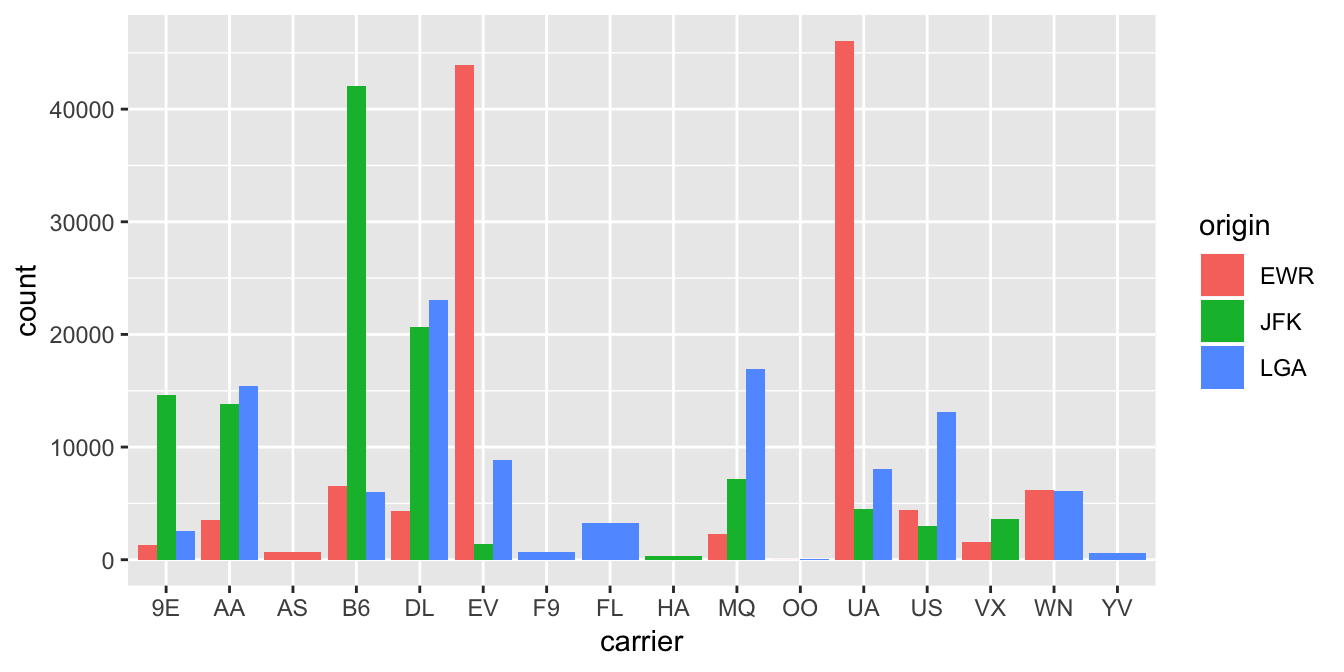 count
40000
30000
20000
10000
0
9E AA AS B6 DL EV F9 FL HA MQ OO UA US VX WN YV
carrier
origin
EWR
JFK
LGA